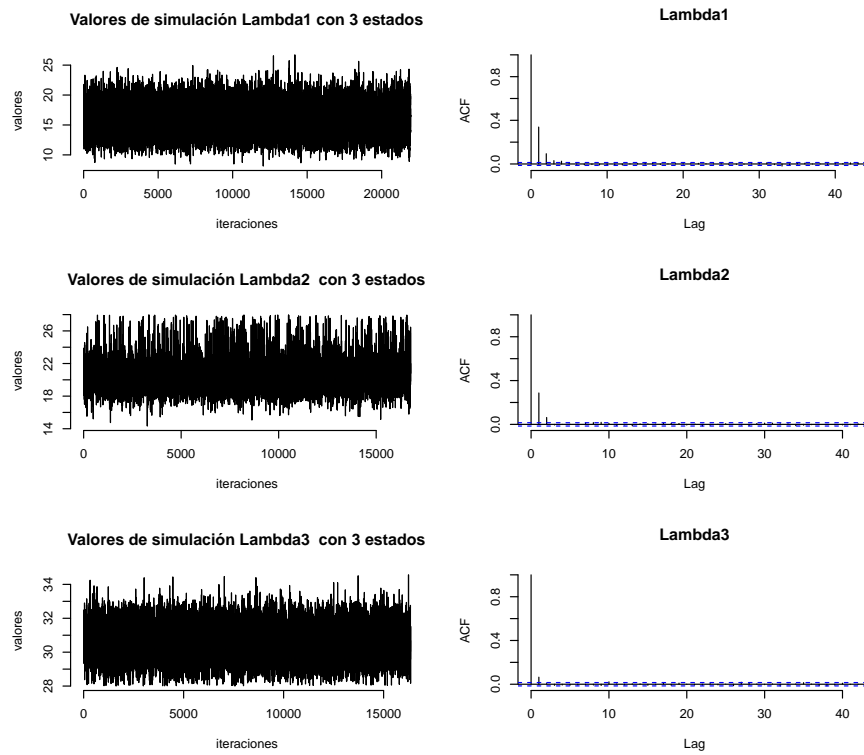 Valores de simulación Lambda1 con 3 estados
valores
10 15 20 25
0 5000 10000 15000 20000
iteraciones
Lambda1
ACF
0.0 0.4 0.8
0 10 20 30 40
Lag
Valores de simulación Lambda2 con 3 estados
valores
14 18 22 26
0 5000 10000 15000
iteraciones
Lambda2
ACF
0.0 0.4 0.8
0 10 20 30 40
Lag
Valores de simulación Lambda3 con 3 estados
valores
28 30 32 34
0 5000 10000 15000
iteraciones
Lambda3
ACF
0.0 0.4 0.8
0 10 20 30 40
Lag